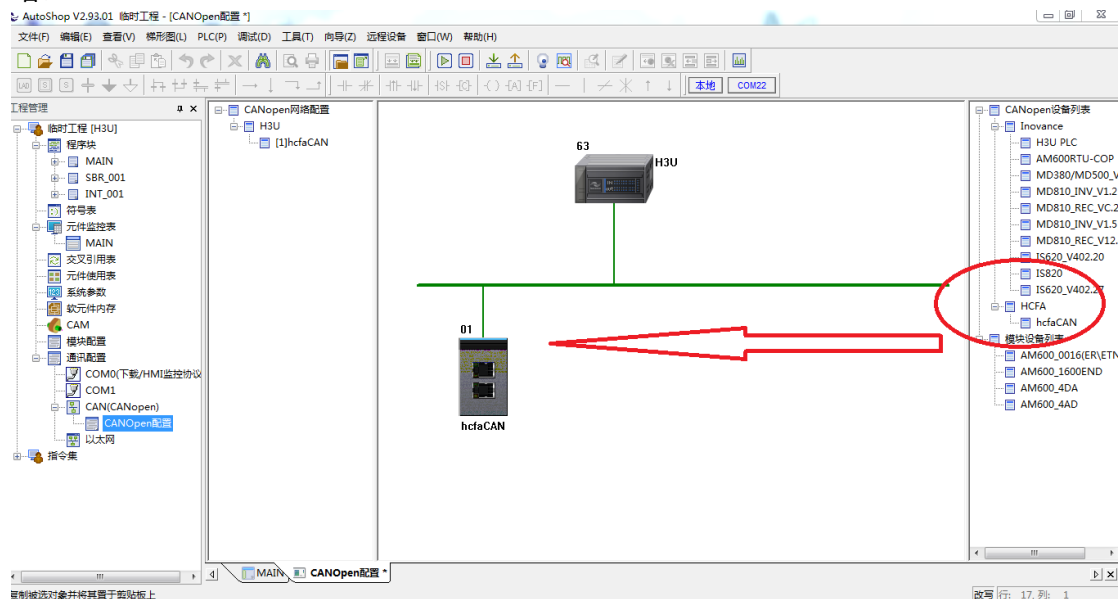 AutoShop V2.93.01 临时工程 - [CANOpen配置 *]
文件(F) 编辑(E) 查看(V) 梯形图(L) PLC(P) 调试(D) 工具(T) 向导(Z) 远程设备 窗口(W) 帮助(H)
本地 COM22
工程管理
临时工程 [H3U]
程序块
MAIN
SBR_001
INT_001
符号表
元件监控表
MAIN
交叉引用表
元件使用表
系统参数
软元件内存
CAM
模块配置
通讯配置
COM0(下载/HMI监控协议
COM1
CAN(CANopen)
CANOpen配置
以太网
指令集
CANopen网络配置
H3U
[1]hcfaCAN
63
H3U
01
hcfaCAN
CANopen设备列表
Inovance
H3U PLC
AM600RTU-COP
MD380/MD500_V
MD810_INV_V1.2
MD810_REC_VC.2
MD810_INV_V1.5
MD810_REC_V12.
IS620_V402.20
IS820
IS620_V402.27
HCFA
hcfaCAN
模块设备列表
AM600_0016(ER\ETN
AM600_1600END
AM600_4DA
AM600_4AD
MAIN CANOpen配置 *
复制被选对象并将其置于剪贴板上
改写 行: 17, 列: 1